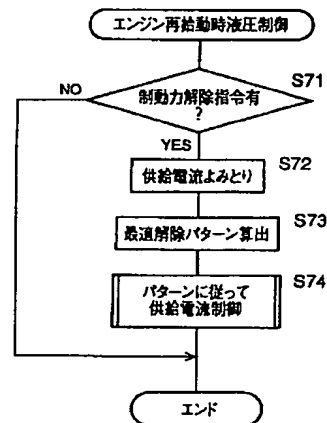 エンジン再始動時液圧制御
S71
NO
制動力解除指令有
?
YES
S72
供給電流よみとり
S73
最適解除パターン算出
S74
パターンに従って
供給電流制御
エンド